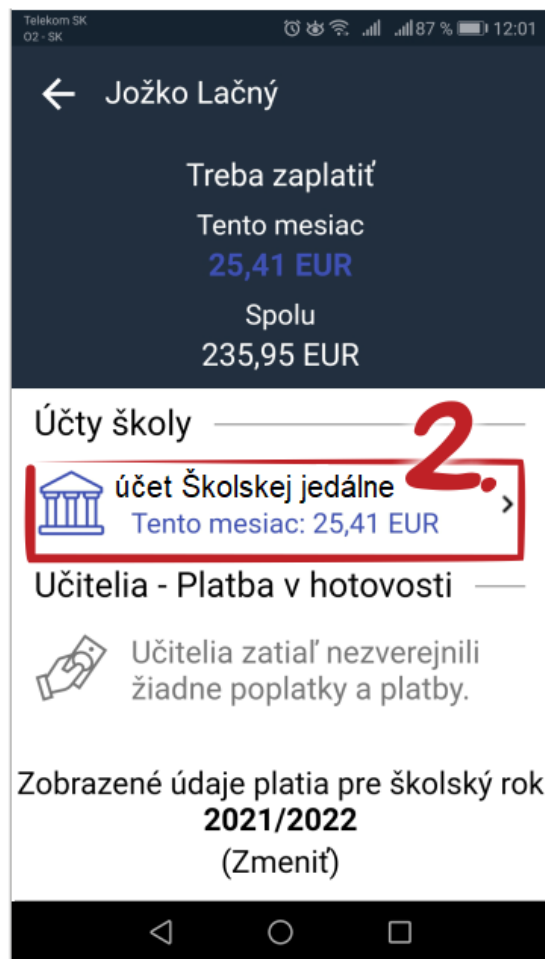 Telekom SK
O2 - SK
87 % 12:01
Jožko Lačný
Treba zaplatiť
Tento mesiac
25,41 EUR
Spolu
235,95 EUR
Účty školy
2.
účet Školskej jedálne
Tento mesiac: 25,41 EUR
Učitelia - Platba v hotovosti
Učitelia zatiaľ nezverejnili
žiadne poplatky a platby.
Zobrazené údaje platia pre školský rok
2021/2022
(Zmeniť)